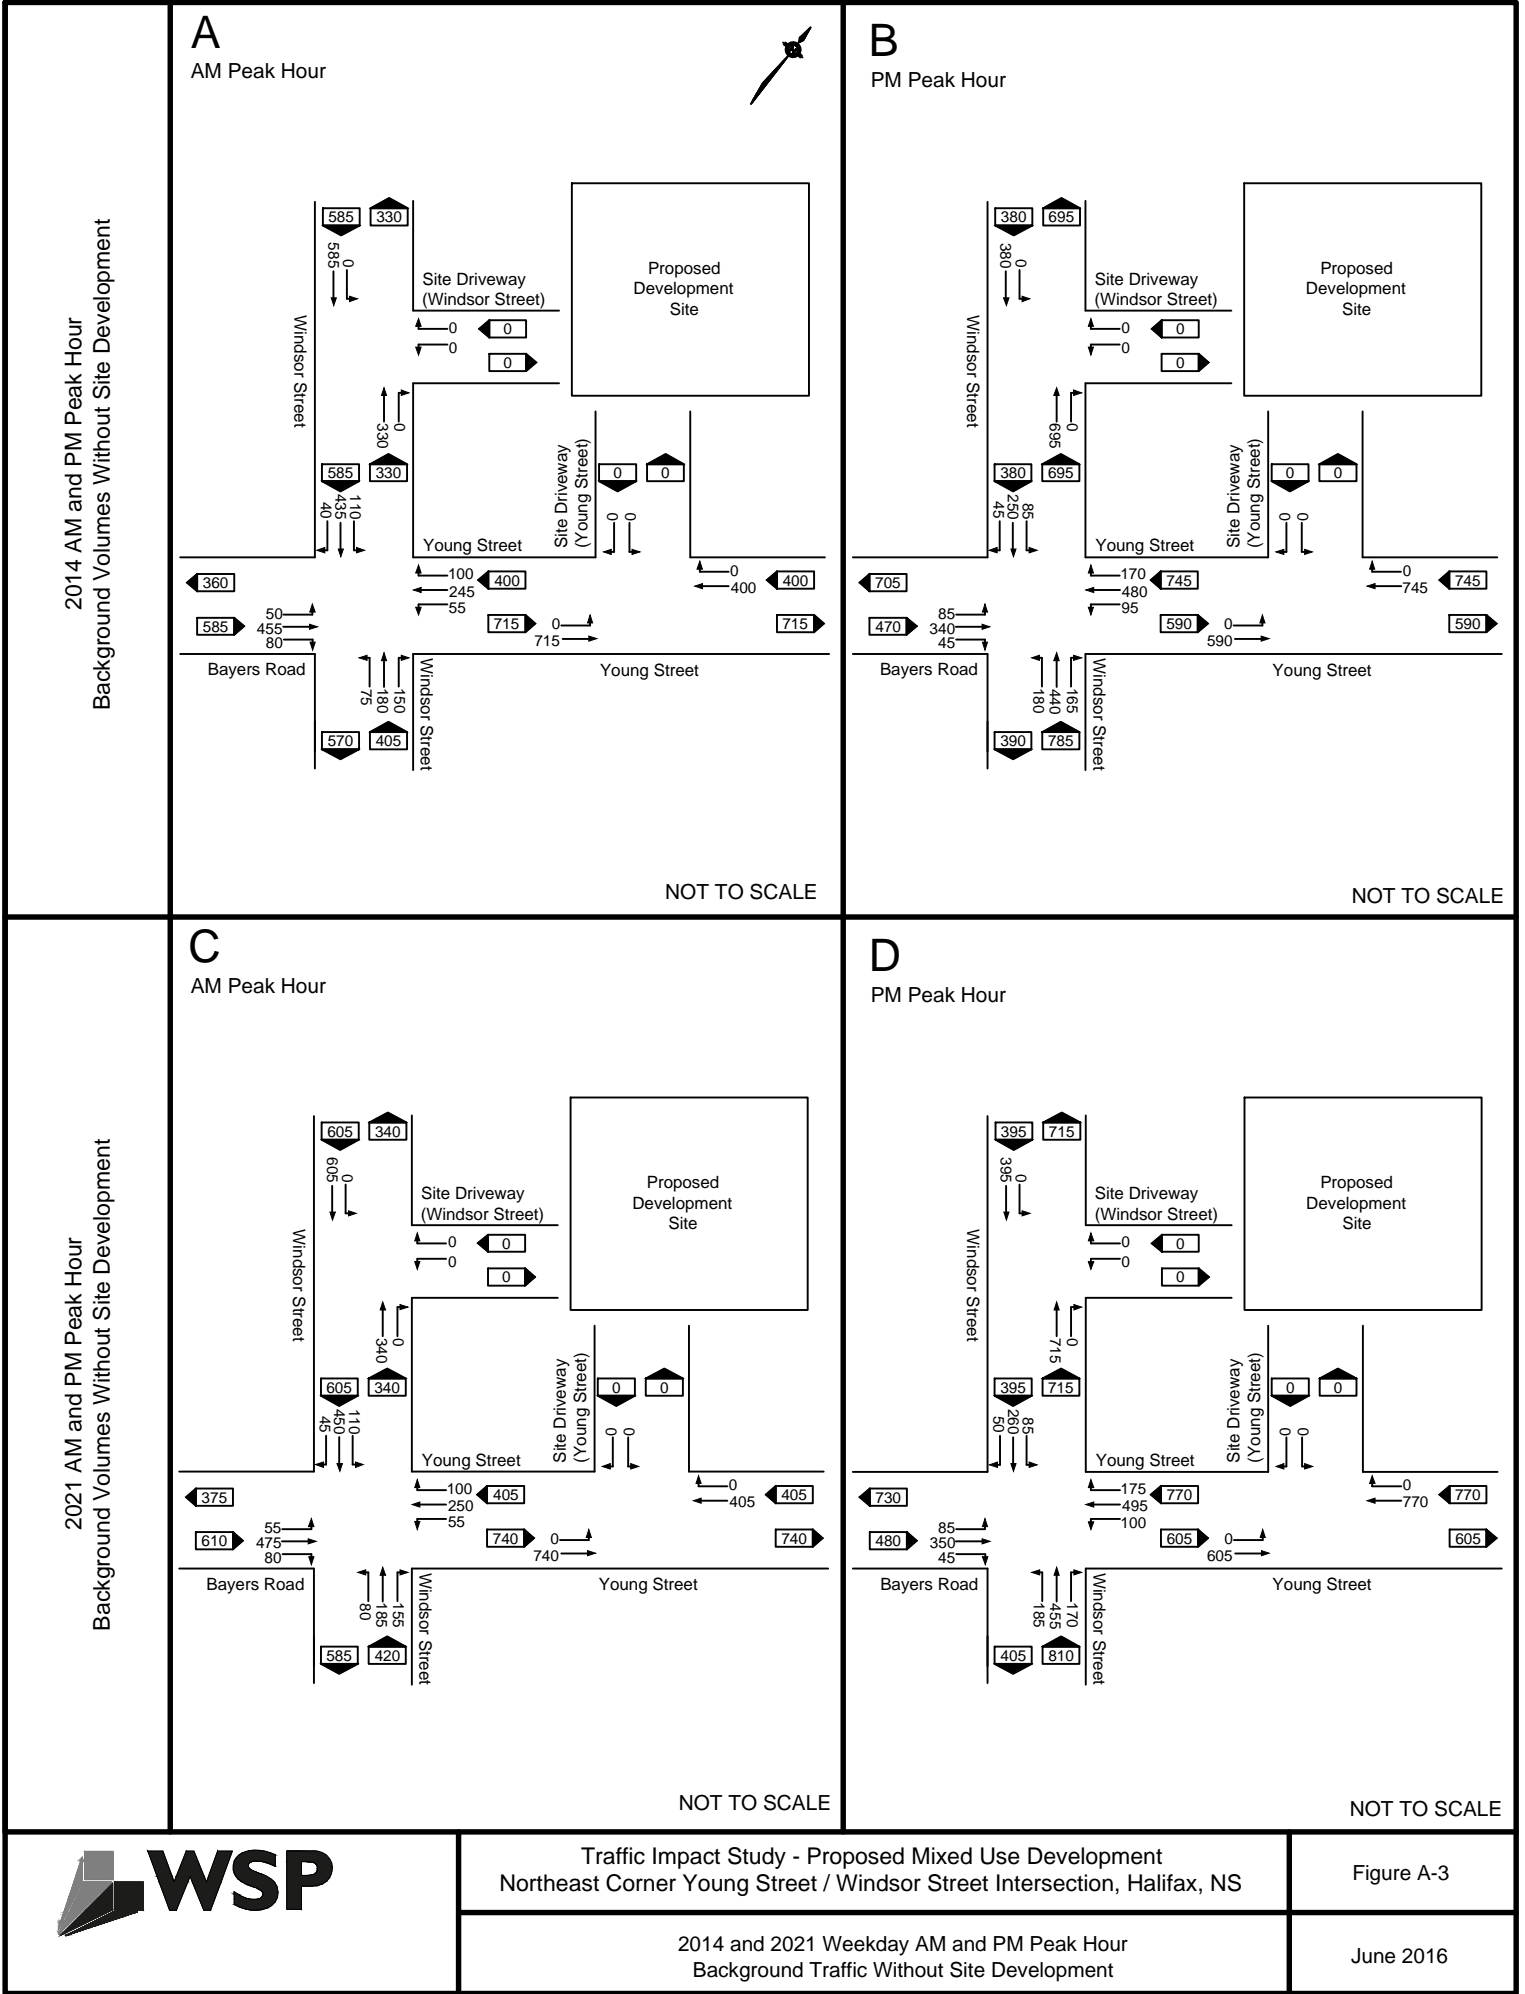 2014 AM and PM Peak Hour
Background Volumes Without Site Development
A
AM Peak Hour
585
330
585
0
Windsor Street
Site Driveway
(Windsor Street)
0
0
0
0
Proposed
Development
Site
330
0
585
330
40
435
110
Site Driveway
(Young Street)
0
0
0
0
Young Street
360
100
245
55
400
0
400
400
585
50
455
80
715
0
715
715
Bayers Road
75
180
150
Windsor Street
Young Street
570
405
NOT TO SCALE
B
PM Peak Hour
380
695
380
0
Windsor Street
Site Driveway
(Windsor Street)
0
0
0
0
Proposed
Development
Site
695
0
380
695
45
250
85
Site Driveway
(Young Street)
0
0
0
0
Young Street
705
170
480
95
745
0
745
745
470
85
340
45
590
0
590
590
Bayers Road
180
440
165
Windsor Street
Young Street
390
785
NOT TO SCALE
2021 AM and PM Peak Hour
Background Volumes Without Site Development
C
AM Peak Hour
605
340
605
0
Windsor Street
Site Driveway
(Windsor Street)
0
0
0
0
Proposed
Development
Site
340
0
605
340
45
450
110
Site Driveway
(Young Street)
0
0
0
0
Young Street
375
100
250
55
405
0
405
405
610
55
475
80
740
0
740
740
Bayers Road
80
185
155
Windsor Street
Young Street
585
420
NOT TO SCALE
D
PM Peak Hour
395
715
395
0
Windsor Street
Site Driveway
(Windsor Street)
0
0
0
0
Proposed
Development
Site
715
0
395
715
50
260
85
Site Driveway
(Young Street)
0
0
0
0
Young Street
730
175
495
100
770
0
770
770
480
85
350
45
605
0
605
605
Bayers Road
185
455
170
Windsor Street
Young Street
405
810
NOT TO SCALE
WSP
Traffic Impact Study - Proposed Mixed Use Development
Northeast Corner Young Street / Windsor Street Intersection, Halifax, NS
Figure A-3
2014 and 2021 Weekday AM and PM Peak Hour
Background Traffic Without Site Development
June 2016